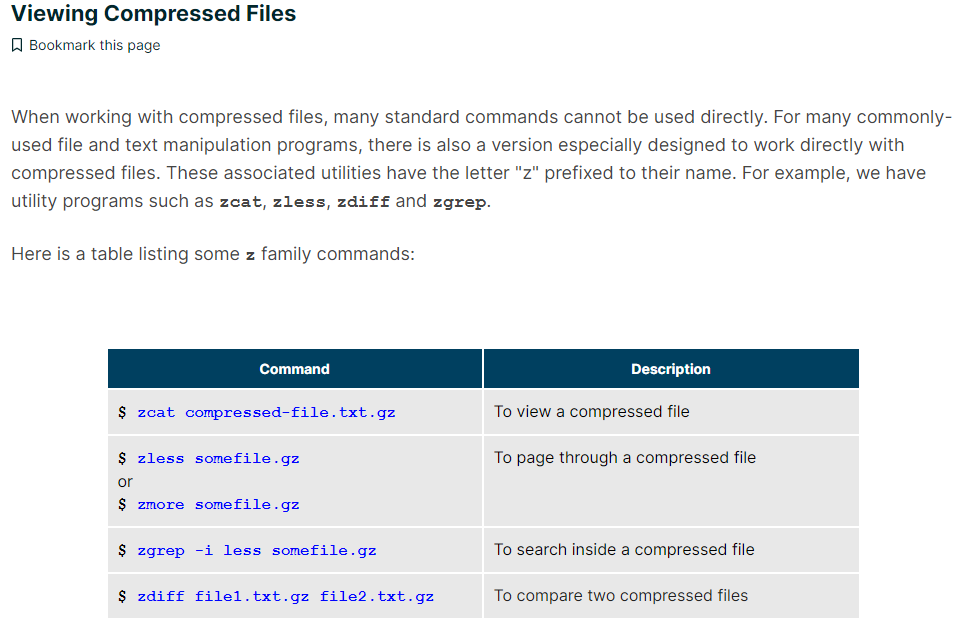 Viewing Compressed Files
Bookmark this page
When working with compressed files, many standard commands cannot be used directly. For many commonly-
used file and text manipulation programs, there is also a version especially designed to work directly with
compressed files. These associated utilities have the letter "z" prefixed to their name. For example, we have
utility programs such as zcat, zless, zdiff and zgrep.
Here is a table listing some z family commands:
Command Description
$ zcat compressed-file.txt.gz To view a compressed file
$ zless somefile.gz To page through a compressed file
or
$ zmore somefile.gz
$ zgrep -i less somefile.gz To search inside a compressed file
$ zdiff file1.txt.gz file2.txt.gz To compare two compressed files